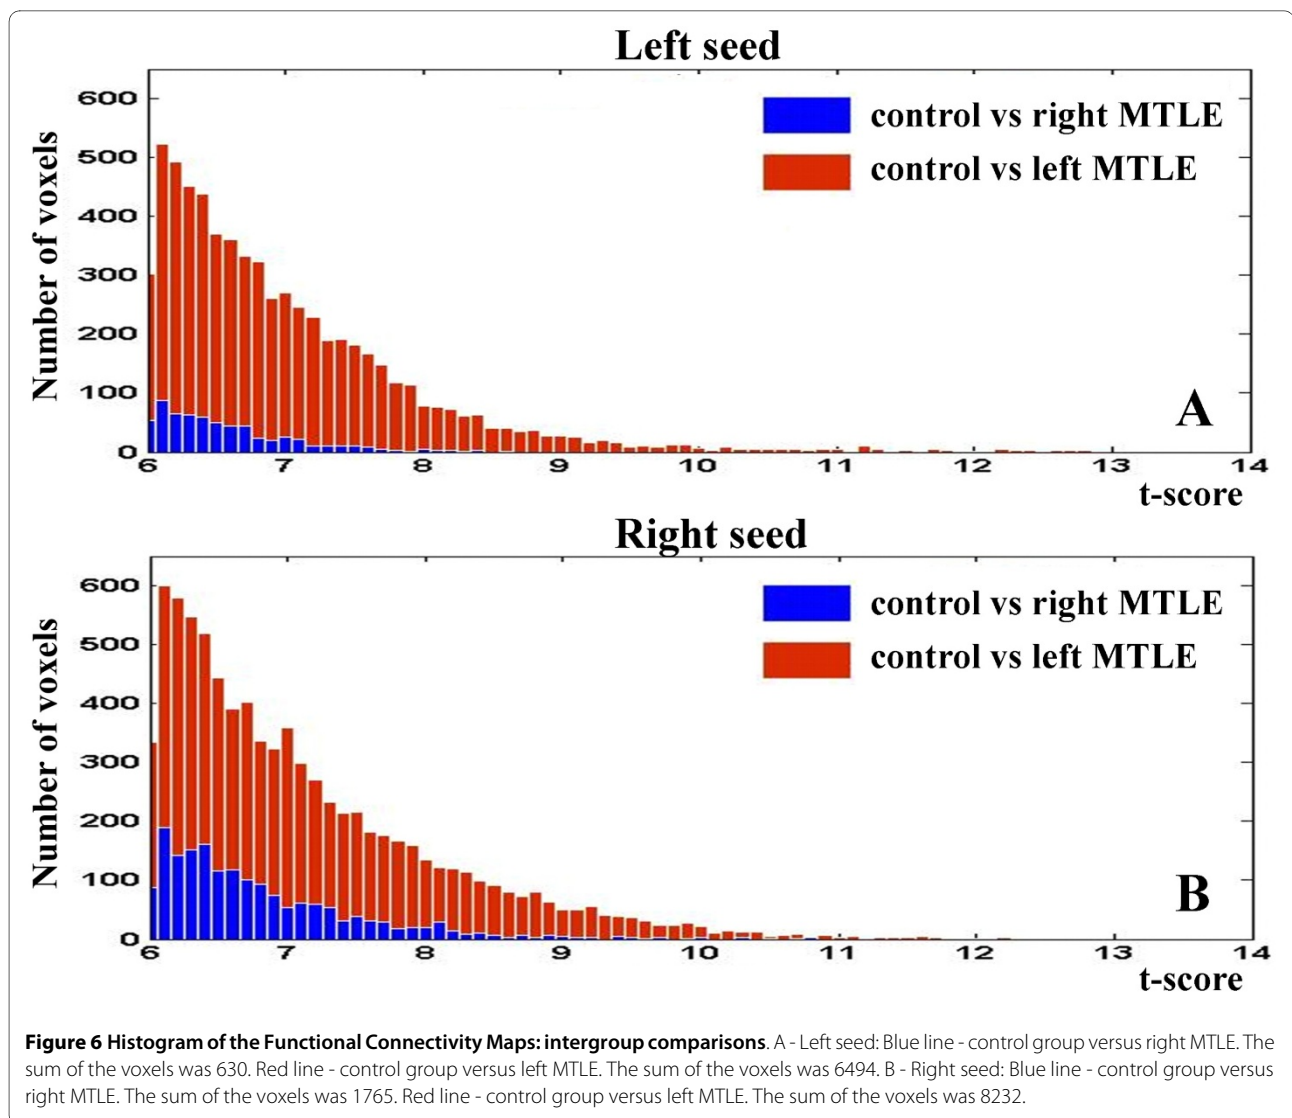 Left seed
600
500
400
300
200
100
0
Number of voxels
control vs right MTLE
control vs left MTLE
A
6 7 8 9 10 11 12 13 14
t-score
Right seed
600
500
400
300
200
100
0
Number of voxels
control vs right MTLE
control vs left MTLE
B
6 7 8 9 10 11 12 13 14
t-score
Figure 6 Histogram of the Functional Connectivity Maps: intergroup comparisons. A - Left seed: Blue line - control group versus right MTLE. The
sum of the voxels was 630. Red line - control group versus left MTLE. The sum of the voxels was 6494. B - Right seed: Blue line - control group versus
right MTLE. The sum of the voxels was 1765. Red line - control group versus left MTLE. The sum of the voxels was 8232.